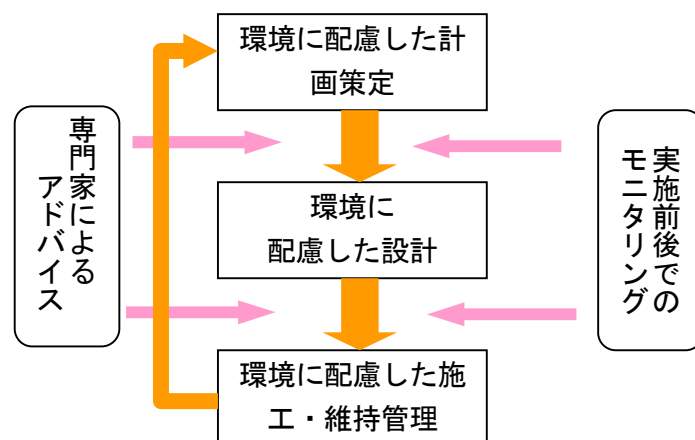 環境に配慮した計
画策定
専門家による
アドバイス
実施前後での
モニタリング
環境に
配慮した設計
環境に配慮した施
工・維持管理